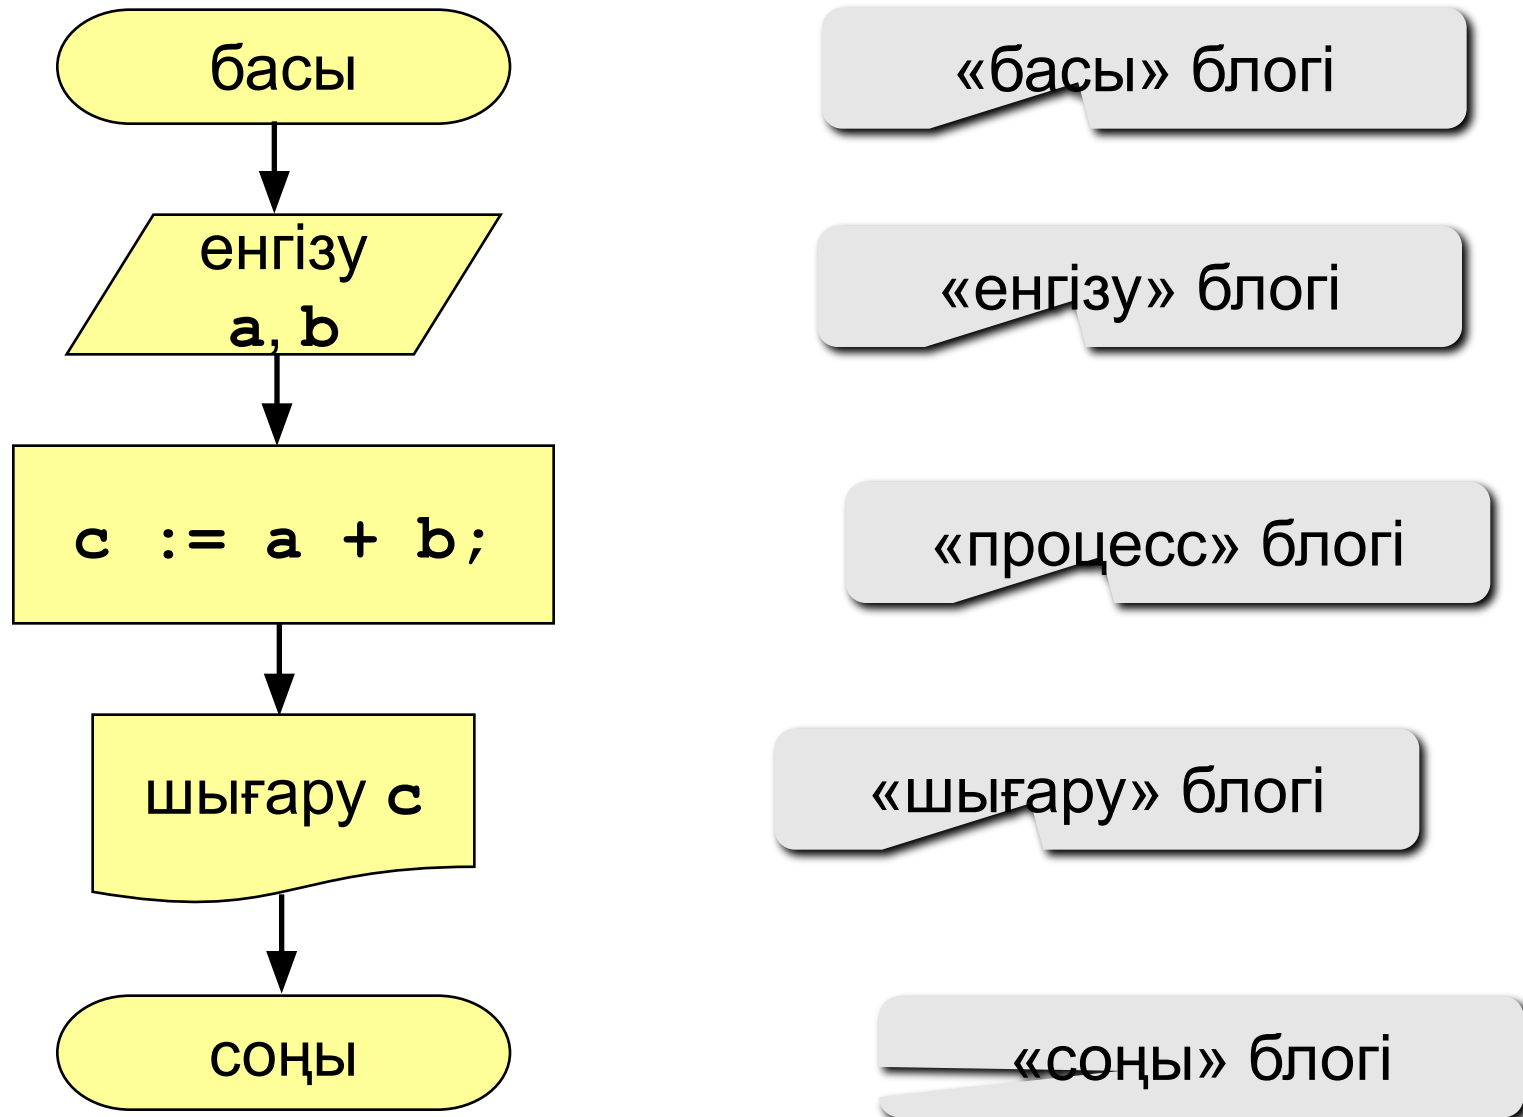 басы
«басы» блогі
енгізу
a, b
«енгізу» блогі
c := a + b;
«процесс» блогі
шығару c
«шығару» блогі
соңы
«соңы» блогі